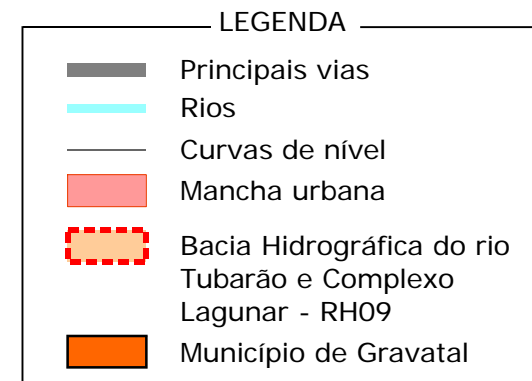 LEGENDA
Principais vias
Rios
Curvas de nível
Mancha urbana
Bacia Hidrográfica do rio
Tubarão e Complexo
Lagunar - RH09
Município de Gravatal